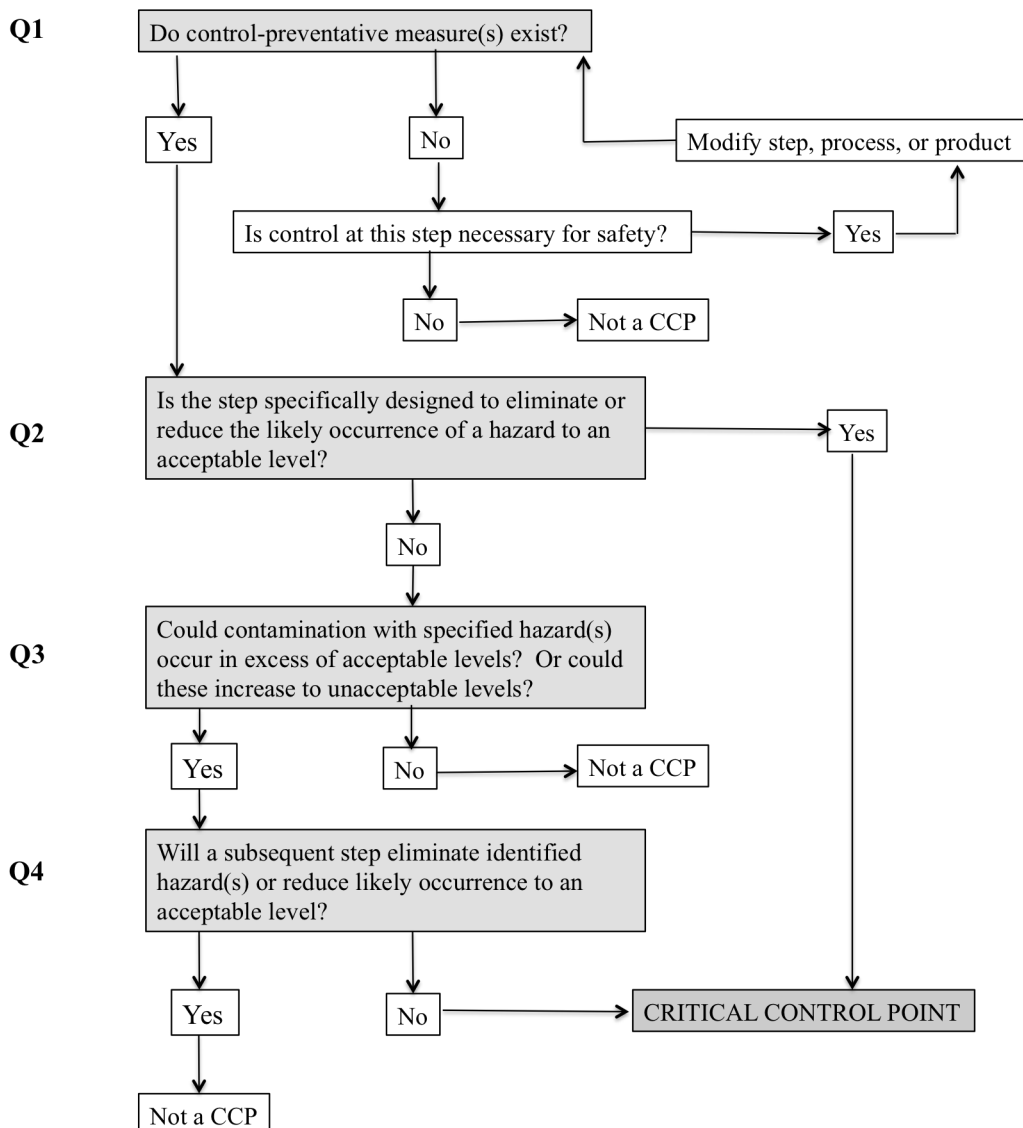 Q1
Do control-preventative measure(s) exist?
Yes
No
Modify step, process, or product
Is control at this step necessary for safety?
Yes
No
Not a CCP
Q2
Is the step specifically designed to eliminate or
reduce the likely occurrence of a hazard to an
acceptable level?
Yes
No
Q3
Could contamination with specified hazard(s)
occur in excess of acceptable levels?  Or could
these increase to unacceptable levels?
Yes
No
Not a CCP
Q4
Will a subsequent step eliminate identified
hazard(s) or reduce likely occurrence to an
acceptable level?
Yes
No
CRITICAL CONTROL POINT
Not a CCP